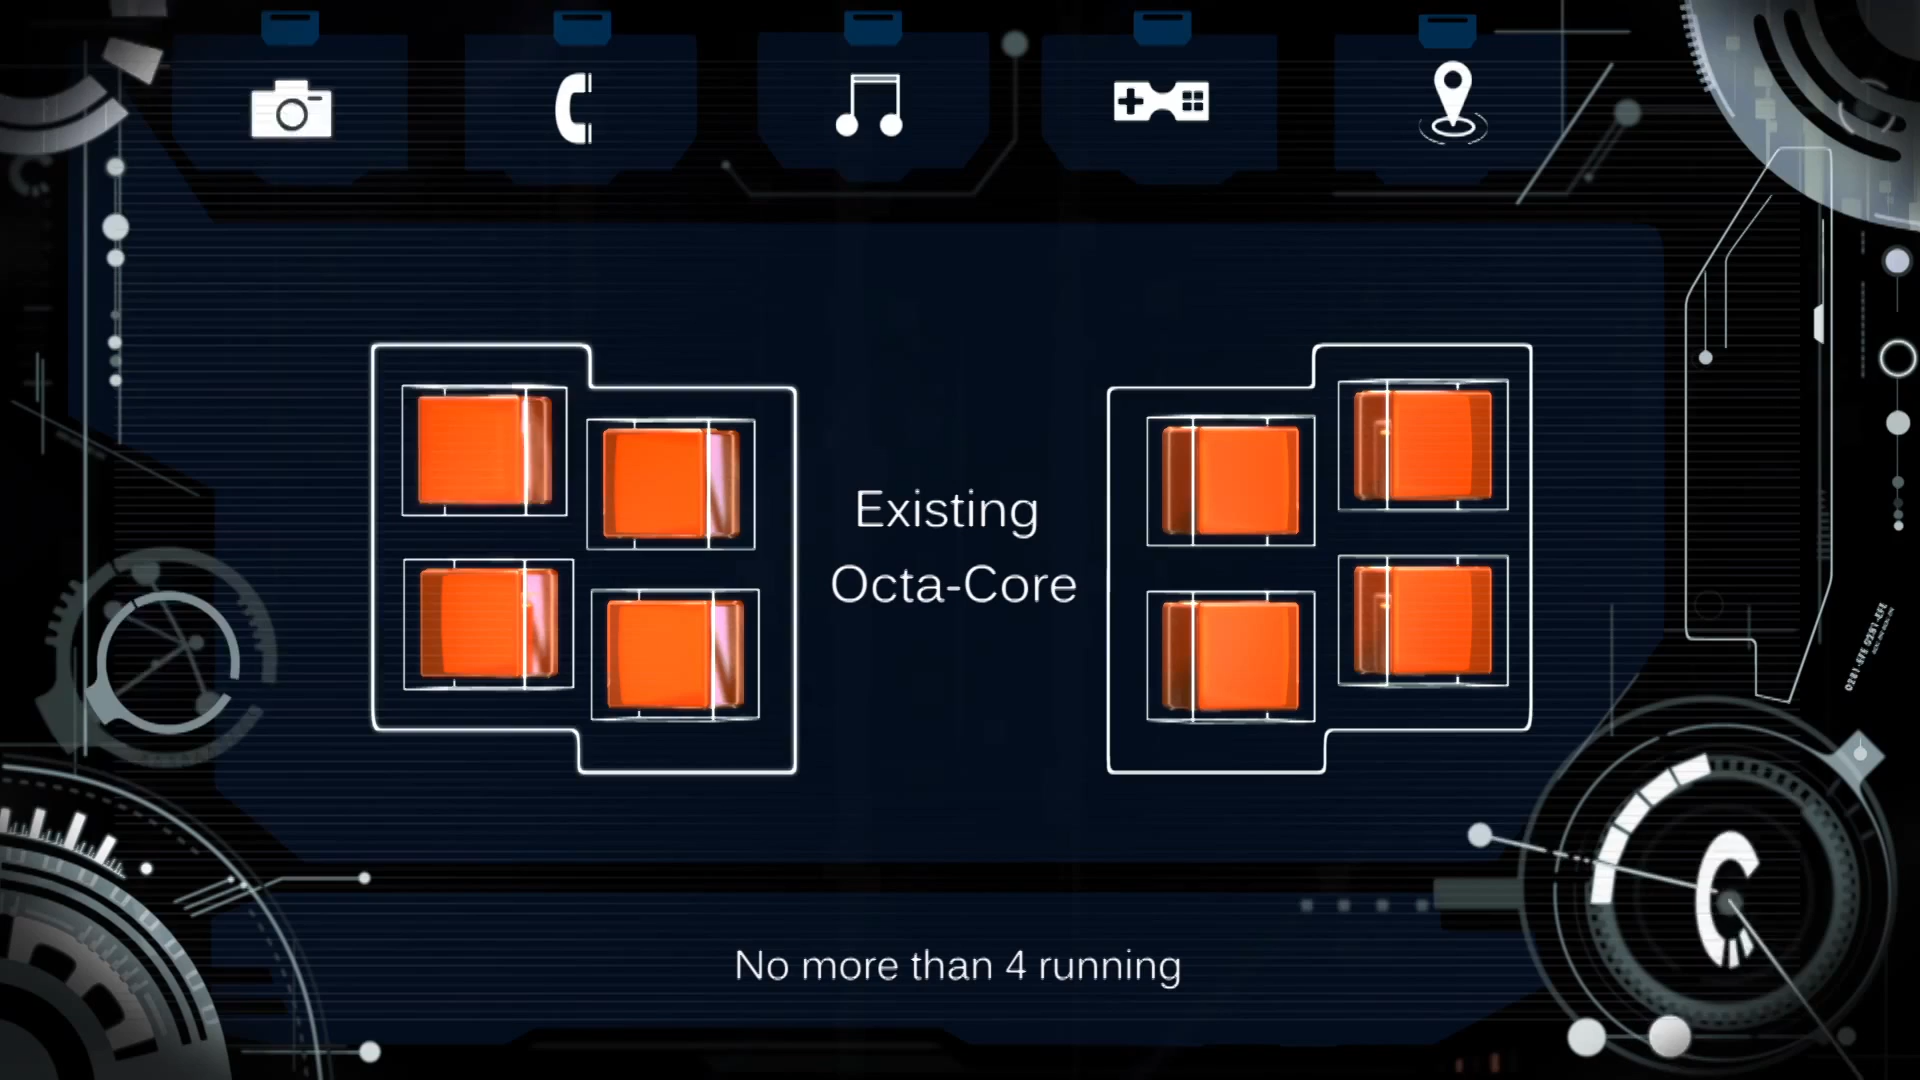 Existing
Octa-Core
No more than 4 running